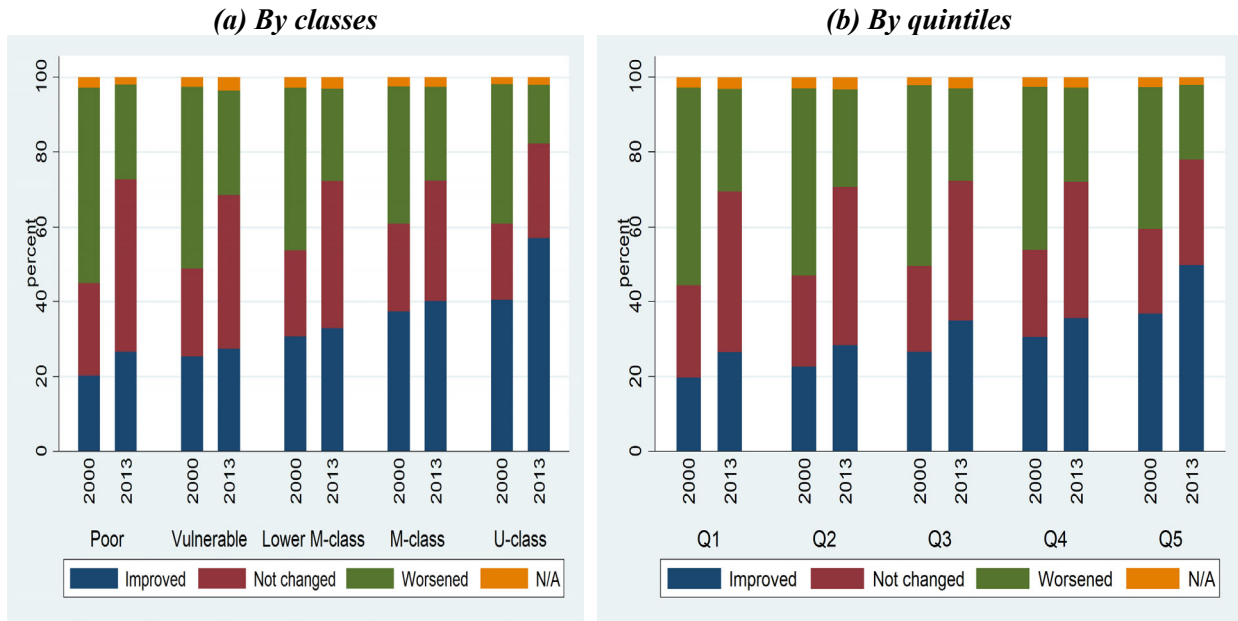 (a) By classes
percent
100
80
60
40
20
0
2000 2013 2000 2013 2000 2013 2000 2013 2000 2013
Poor Vulnerable Lower M-class M-class U-class
Improved Not changed Worsened N/A
(b) By quintiles
percent
100
80
60
40
20
0
2000 2013 2000 2013 2000 2013 2000 2013 2000 2013
Q1 Q2 Q3 Q4 Q5
Improved Not changed Worsened N/A